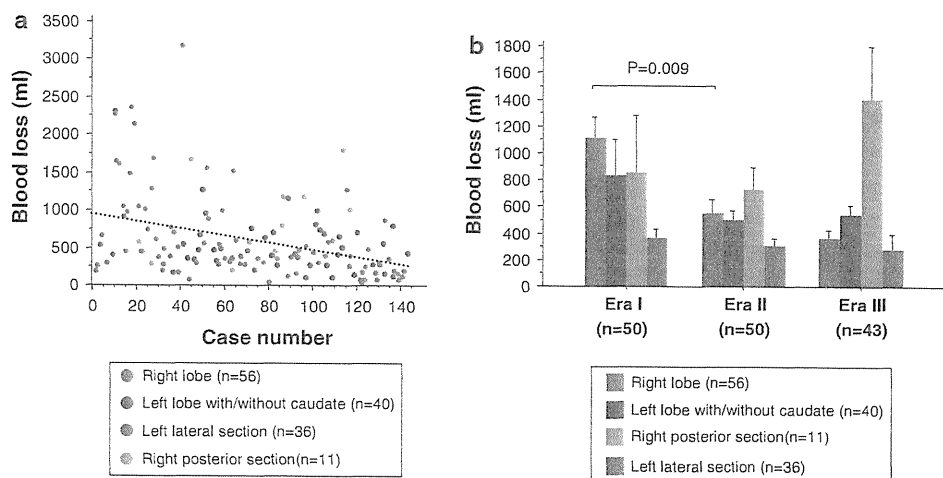 a
Blood loss (ml)
3500
3000
2500
2000
1500
1000
500
0
0 20 40 60 80 100 120 140
Case number
Right lobe (n=56)
Left lobe with/without caudate (n=40)
Left lateral section (n=36)
Right posterior section(n=11)
b
Blood loss (ml)
1800
1600
1400
1200
1000
800
600
400
200
0
P=0.009
Era I Era II Era III
(n=50) (n=50) (n=43)
Right lobe (n=56)
Left lobe with/without caudate (n=40)
Right posterior section(n=11)
Left lateral section (n=36)